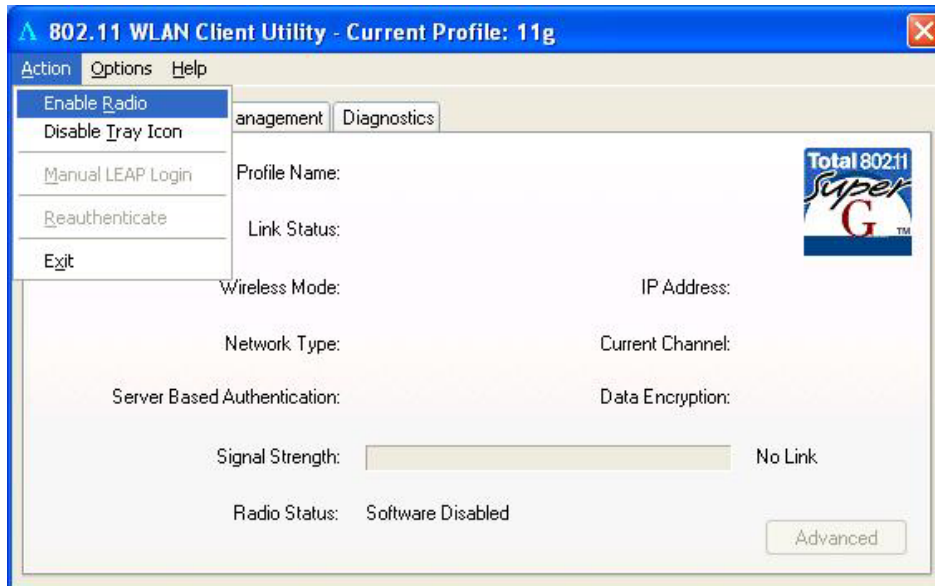 802.11 WLAN Client Utility - Current Profile: 11g
Action Options Help
Enable Radio
Disable Tray Icon
Manual LEAP Login
Reauthenticate
Exit
anagement Diagnostics
Total 802.11
Super
G TM
Profile Name:
Link Status:
Wireless Mode: IP Address:
Network Type: Current Channel:
Server Based Authentication: Data Encryption:
Signal Strength: No Link
Radio Status: Software Disabled
Advanced